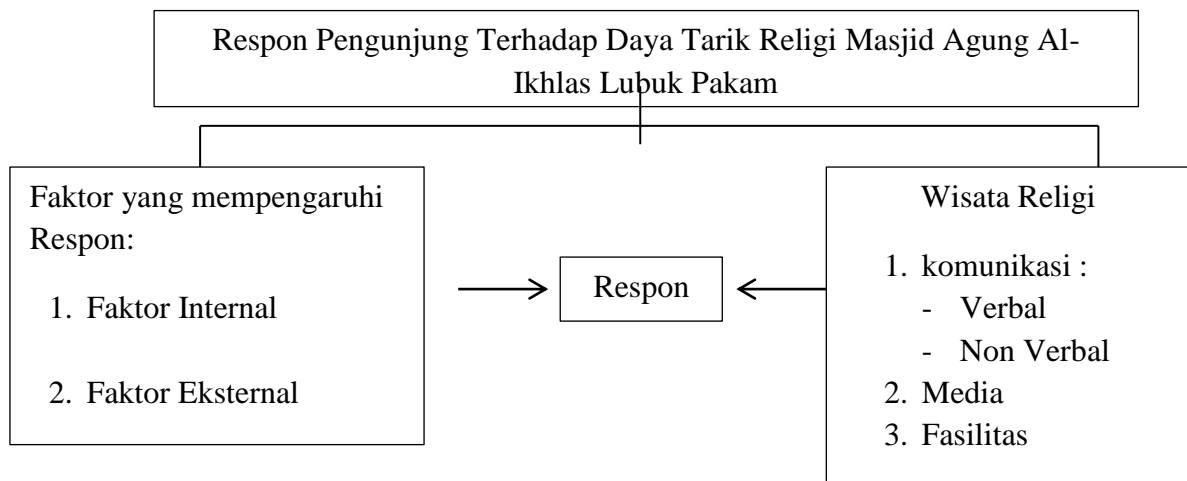 Respon Pengunjung Terhadap Daya Tarik Religi Masjid Agung Al-
Ikhlas Lubuk Pakam
Faktor yang mempengaruhi
Respon:
1. Faktor Internal
2. Faktor Eksternal
Respon
Wisata Religi
1. komunikasi :
- Verbal
- Non Verbal
2. Media
3. Fasilitas